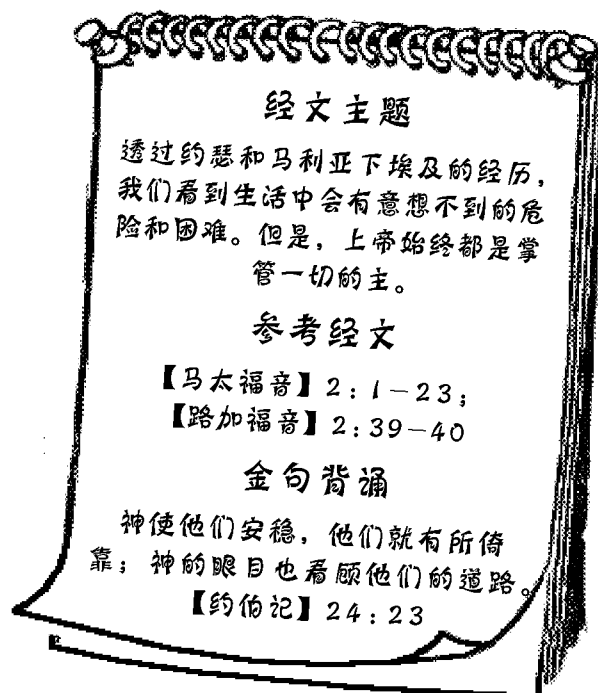 经文主题
透过约瑟和马利亚下埃及的经历，
我们看到生活中会有意想不到的危
险和困难。但是，上帝始终都是掌
管一切的主。
参考经文
【马太福音】2：1－23；
【路加福音】2：39－40
金句背诵
神使他们安稳，他们就有所倚
靠；神的眼目也看顾他们的道路。
【约伯记】24：23